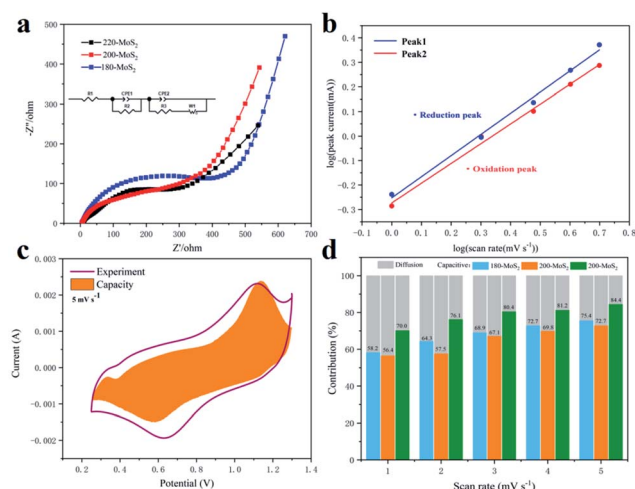 a
500
400
300
200
100
0
-Z''/ohm
220-MoS2
200-MoS2
180-MoS2
R1
CPE1
R2
CPE2
R3
W1
0 100 200 300 400 500 600 700
Z'/ohm
b
0.4
0.3
0.2
0.1
0.0
-0.1
-0.2
-0.3
log(peak current(mA))
Peak1
Peak2
Reduction peak
Oxidation peak
0.0 0.1 0.2 0.3 0.4 0.5 0.6 0.7 0.8
log(scan rate(mV s-1))
c
0.003
0.002
0.001
0.000
-0.001
-0.002
Current (A)
Experiment
Capacity
5 mV s-1
0.2 0.4 0.6 0.8 1.0 1.2 1.4
Potential (V)
d
100
80
60
40
20
0
Contribution (%)
Diffusion Capacitive: 180-MoS2 200-MoS2 200-MoS2
58.2 56.4 70.0
64.3 57.5 76.1
68.9 67.1 80.4
72.7 69.8 81.2
75.4 72.7 84.4
1 2 3 4 5
Scan rate (mV s-1)